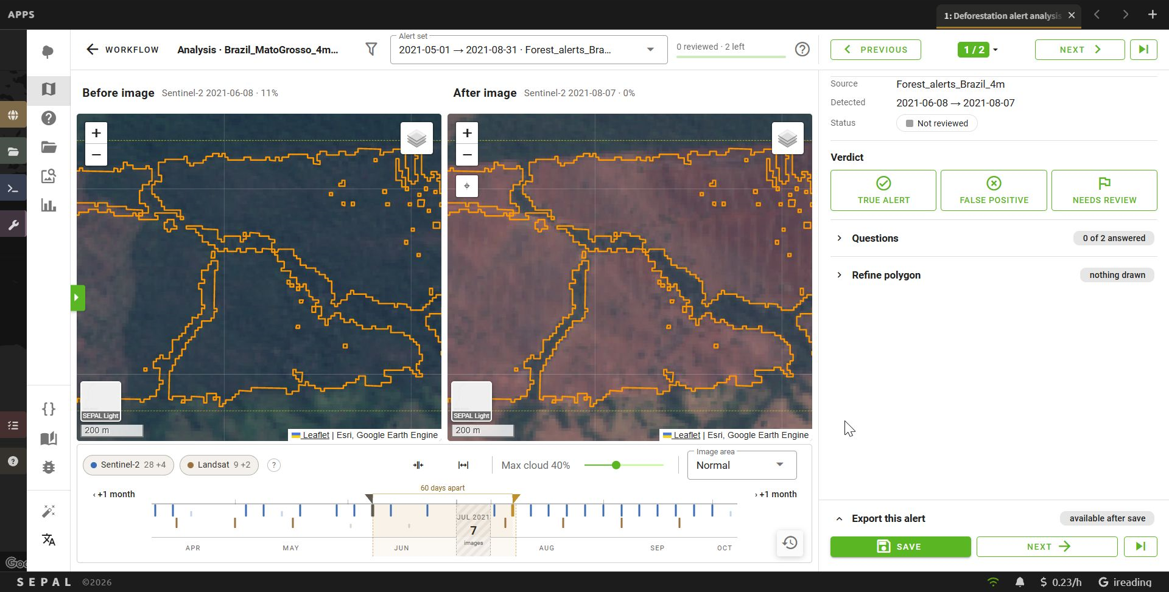 APPS
1: Deforestation alert analysis
WORKFLOW
Analysis · Brazil_MatoGrosso_4m...
Alert set
2021-05-01 → 2021-08-31 · Forest_alerts_Bra...
0 reviewed · 2 left
PREVIOUS
1 / 2
NEXT
Before image Sentinel-2 2021-06-08 · 11%
After image Sentinel-2 2021-08-07 · 0%
Source Forest_alerts_Brazil_4m
Detected 2021-06-08 → 2021-08-07
Status Not reviewed
Verdict
TRUE ALERT
FALSE POSITIVE
NEEDS REVIEW
Questions 0 of 2 answered
Refine polygon nothing drawn
+
−
+
−
SEPAL Light
200 m
Leaflet | Esri, Google Earth Engine
SEPAL Light
200 m
Leaflet | Esri, Google Earth Engine
Sentinel-2 28 +4
Landsat 9 +2
?
Max cloud 40%
Image area
Normal
60 days apart
‹ +1 month
› +1 month
JUL 2021
7
images
APR
MAY
JUN
AUG
SEP
OCT
Export this alert available after save
SAVE
NEXT
Goo
SEPAL ©2026
$ 0.23/h
ireading